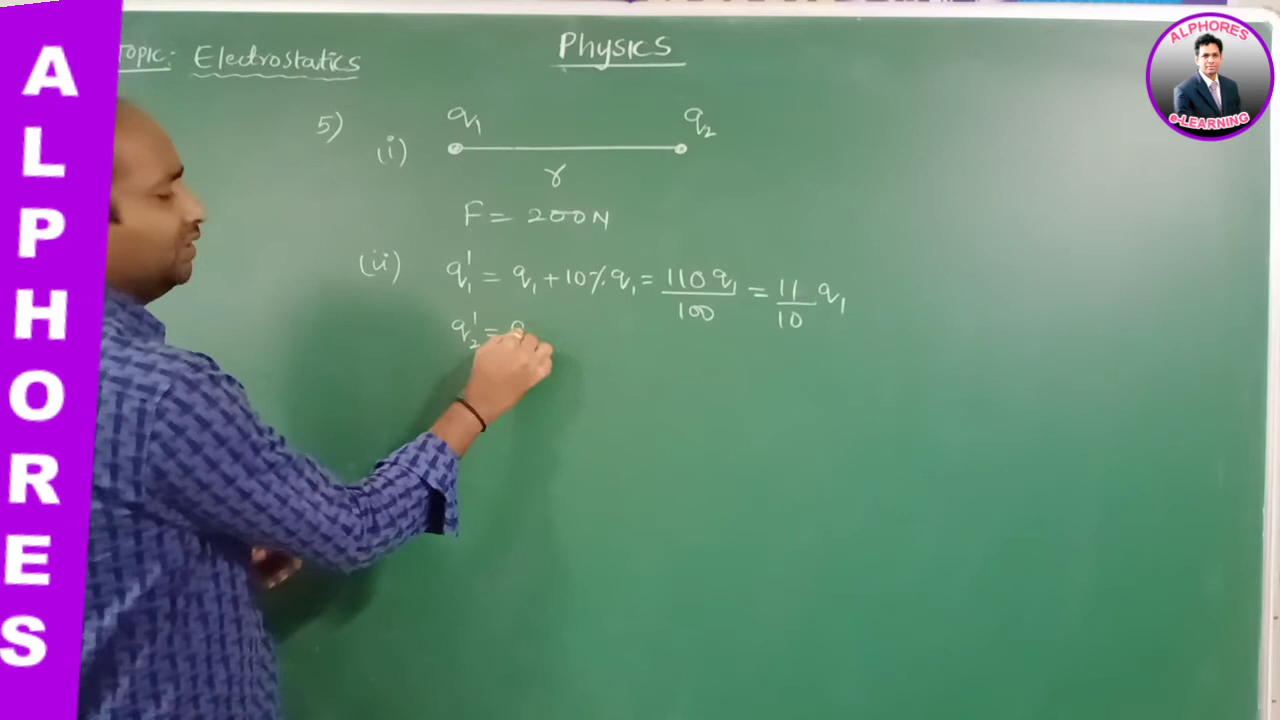 ALPHORES
TOPIC: Electrostatics
Physics
ALPHORES
e-LEARNING
5)
(i)
q₁ q₂
r
F = 200N
(ii) q₁' = q₁ + 10% q₁ = 110 q₁ / 100 = 11/10 q₁
q₂' =